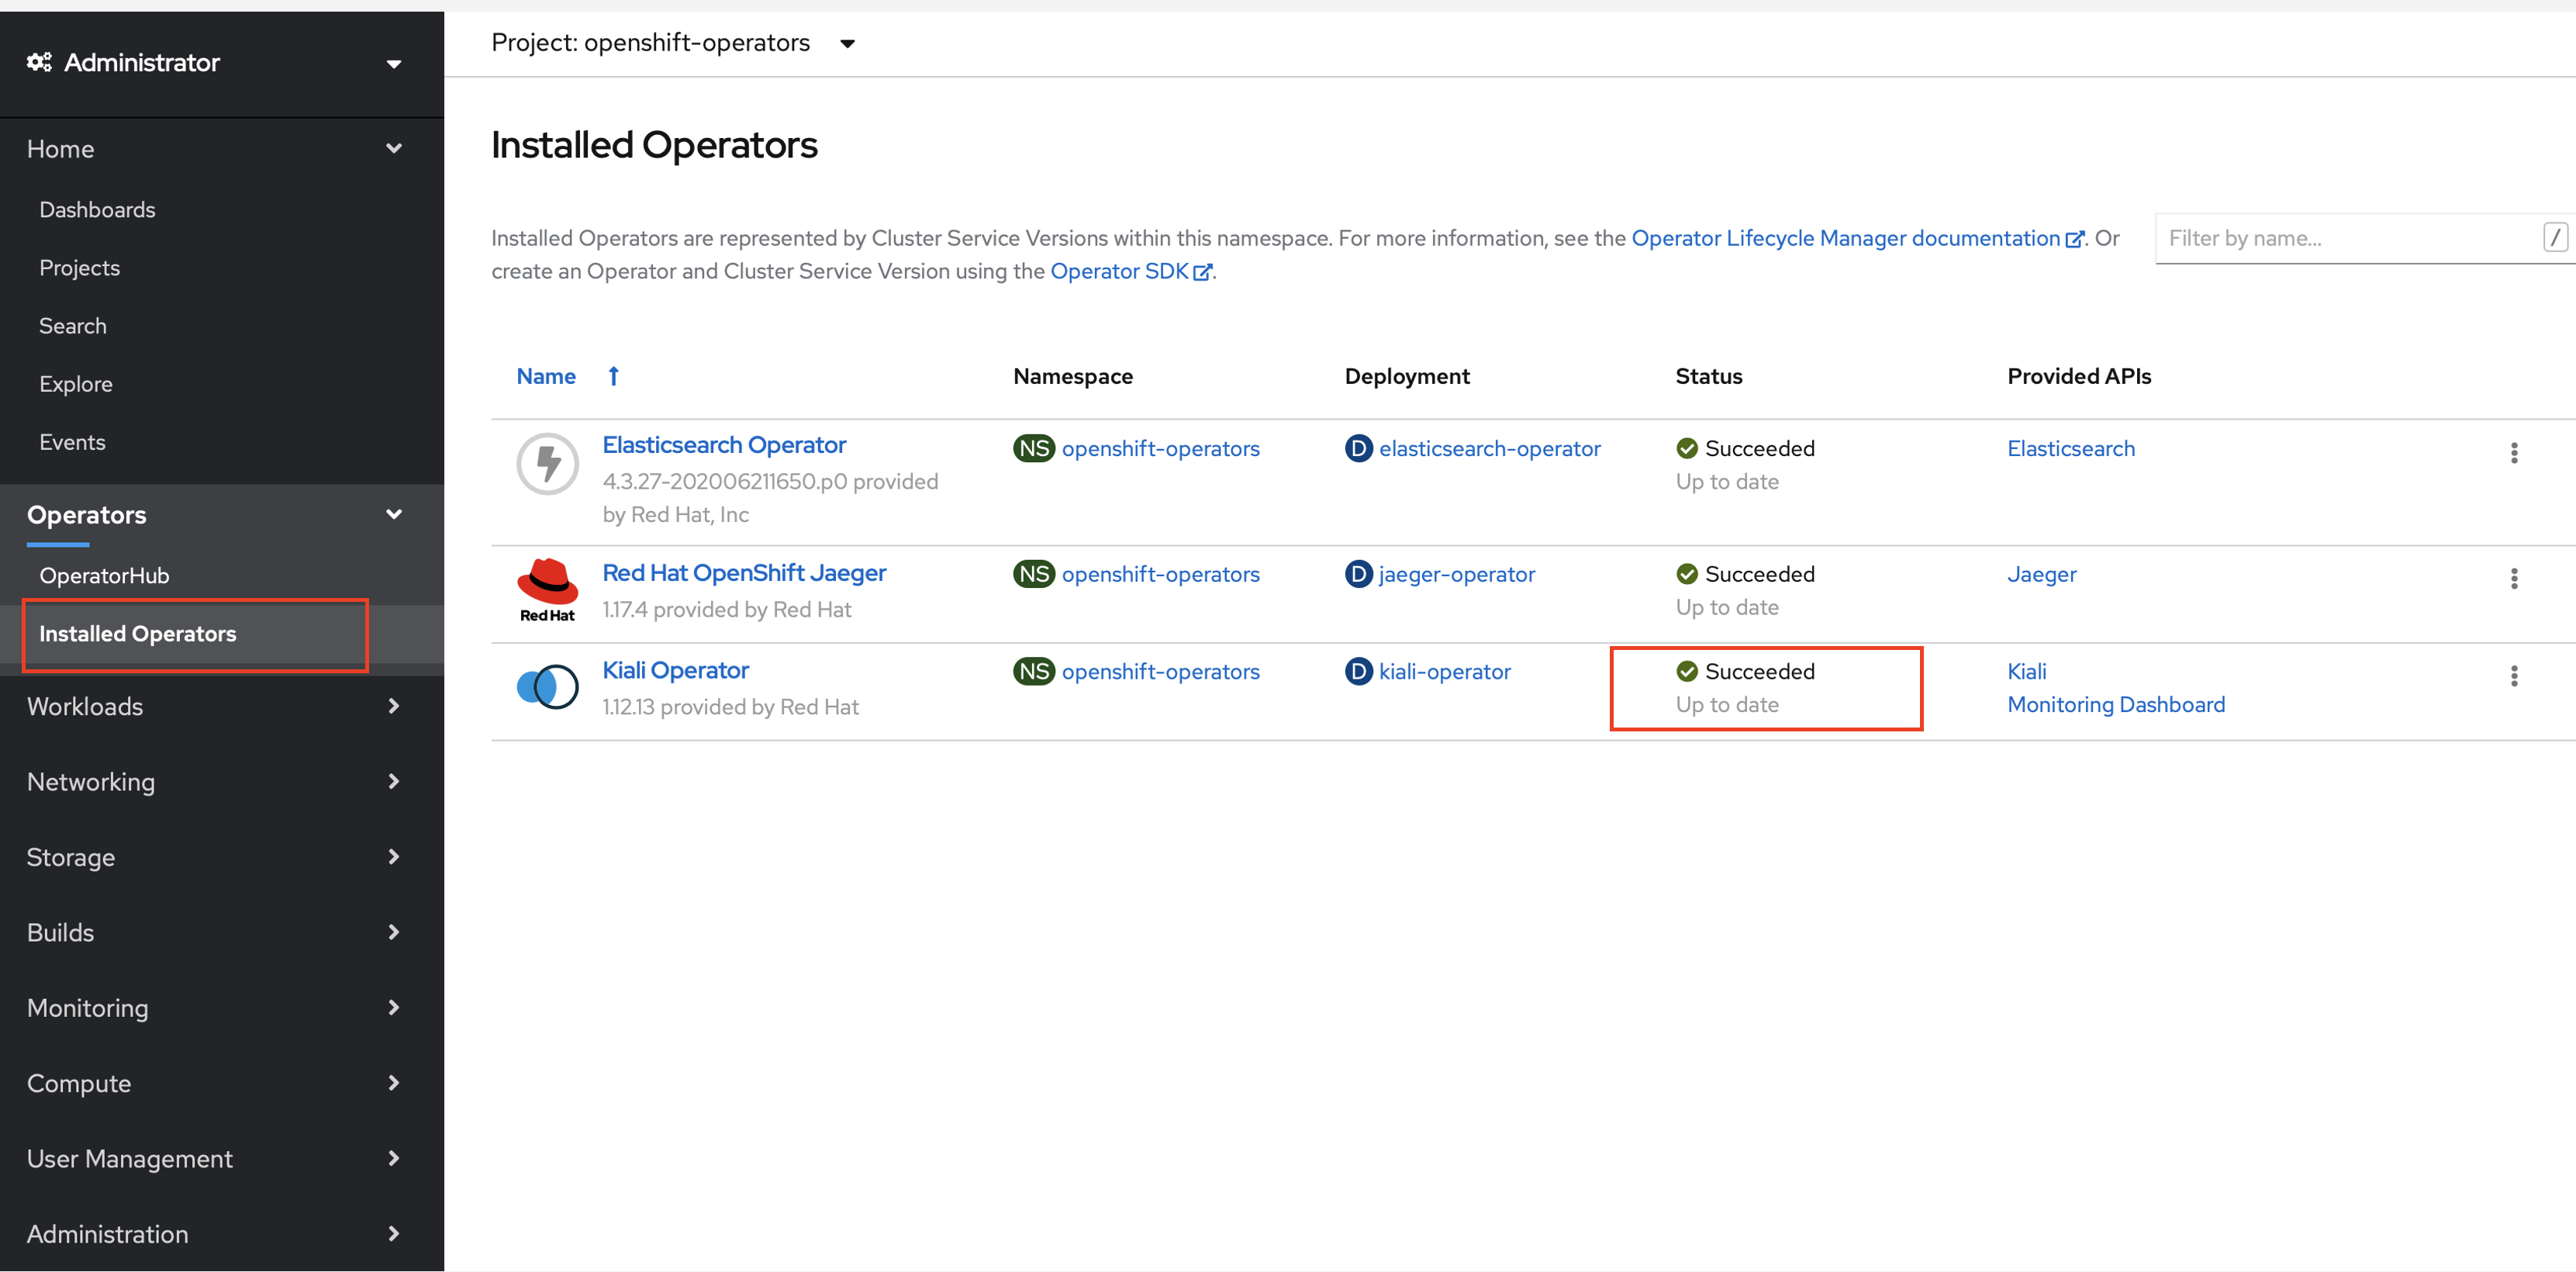 Administrator
Home
Dashboards
Projects
Search
Explore
Events
Operators
OperatorHub
Installed Operators
Workloads
Networking
Storage
Builds
Monitoring
Compute
User Management
Administration
Project: openshift-operators
Installed Operators
Installed Operators are represented by Cluster Service Versions within this namespace. For more information, see the Operator Lifecycle Manager documentation. Or
create an Operator and Cluster Service Version using the Operator SDK.
Filter by name...
/
Name Namespace Deployment Status Provided APIs
Elasticsearch Operator NS openshift-operators D elasticsearch-operator Succeeded Elasticsearch
4.3.27-202006211650.p0 provided Up to date
by Red Hat, Inc
Red Hat OpenShift Jaeger NS openshift-operators D jaeger-operator Succeeded Jaeger
Red Hat 1.17.4 provided by Red Hat Up to date
Kiali Operator NS openshift-operators D kiali-operator Succeeded Kiali
1.12.13 provided by Red Hat Up to date Monitoring Dashboard